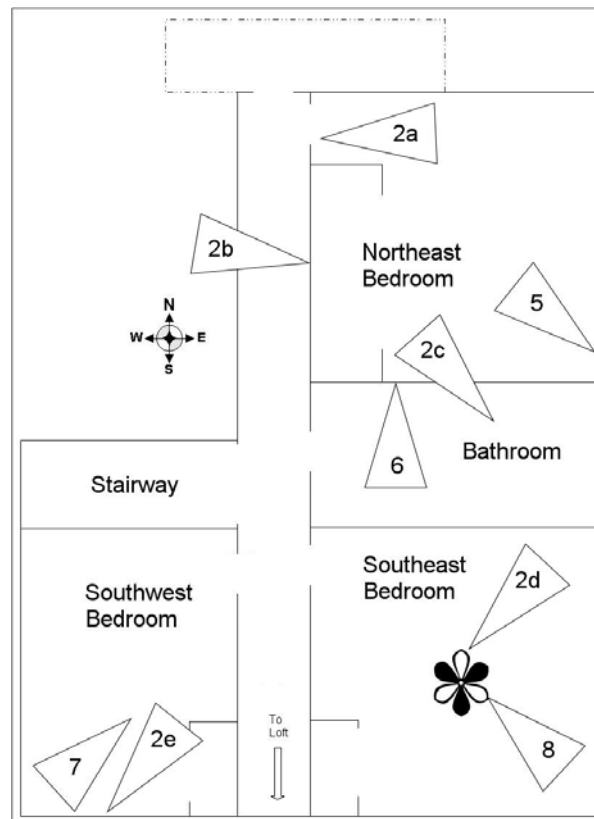 2a
2b
Northeast
Bedroom
5
N
W E
S
2c
Bathroom
6
Stairway
Southwest
Bedroom
Southeast
Bedroom
2d
To
Loft
2e
7
8